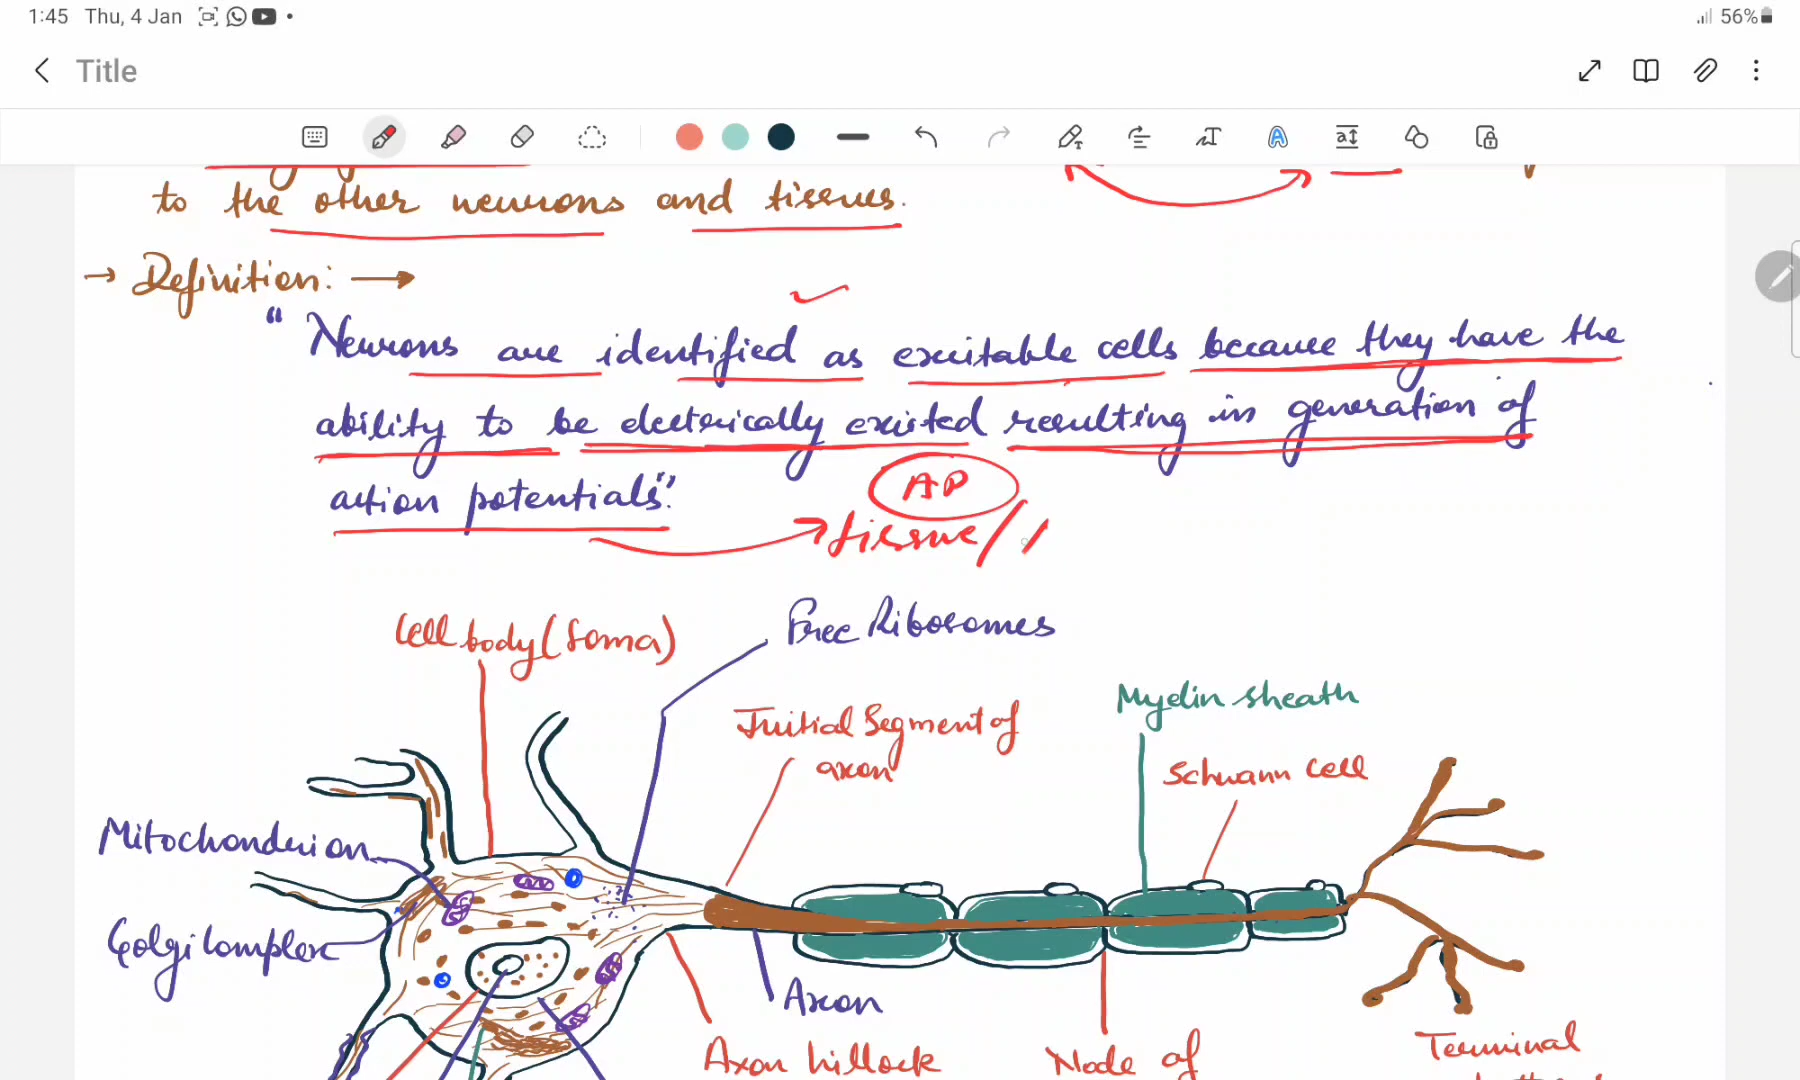 1:45 Thu, 4 Jan
56%
Title
to the other neurons and tissues.
→ Definition: →
" Neurons are identified as excitable cells because they have the
ability to be electrically excited resulting in generation of
action potentials".
AP
tissue/
Cell body (Soma)
Free Ribosomes
Initial Segment of
axon
Myelin sheath
Schwann cell
Mitochondrion
Golgi Complex
Axon
Axon hillock
Node of
Terminal